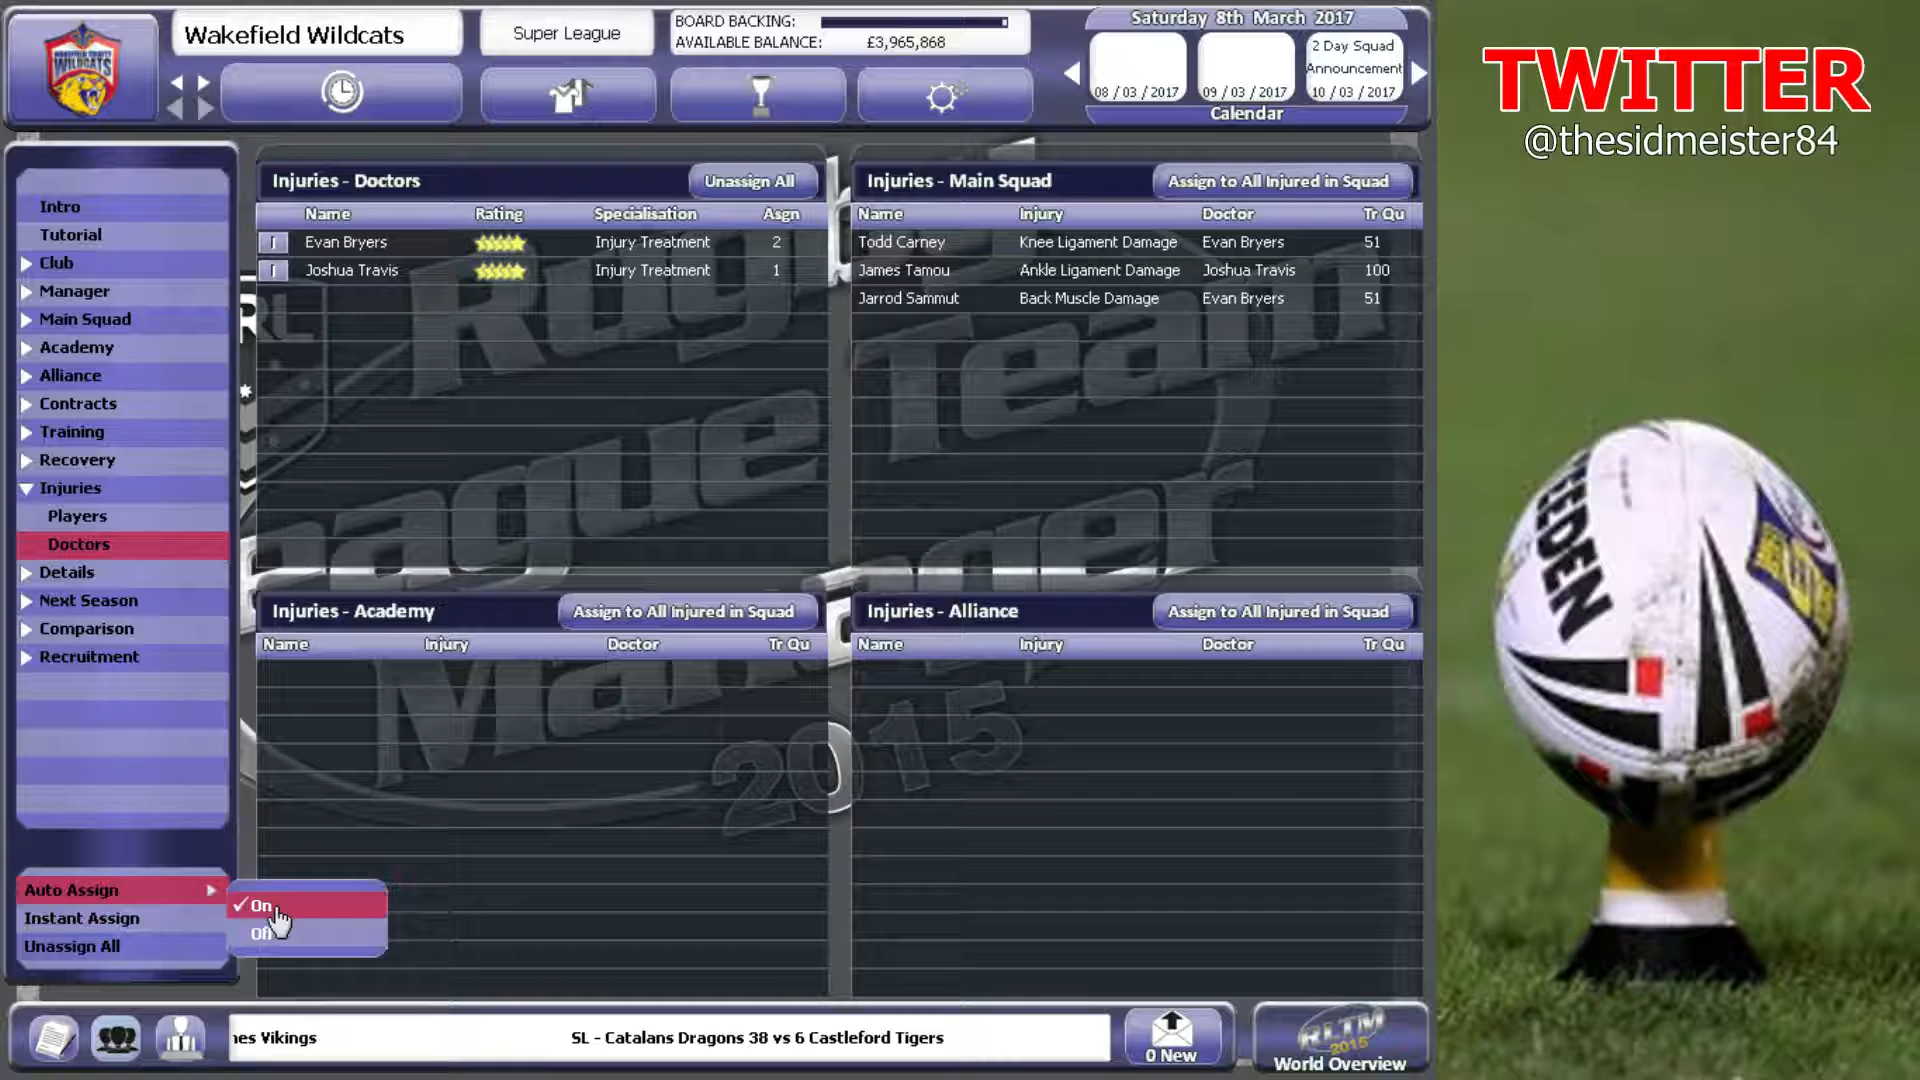 Wakefield Wildcats
Super League
BOARD BACKING:
AVAILABLE BALANCE: £3,965,868
Saturday 8th March 2017
08 / 03 / 2017
09 / 03 / 2017
2 Day Squad
Announcement
10 / 03 / 2017
Calendar
TWITTER
@thesidmeister84
Intro
Tutorial
Club
Manager
Main Squad
Academy
Alliance
Contracts
Training
Recovery
Injuries
Players
Doctors
Details
Next Season
Comparison
Recruitment
Auto Assign
Instant Assign
Unassign All
On
Off
Injuries - Doctors Unassign All
Name Rating Specialisation Asgn
I Evan Bryers Injury Treatment 2
I Joshua Travis Injury Treatment 1
Injuries - Main Squad Assign to All Injured in Squad
Name Injury Doctor Tr Qu
Todd Carney Knee Ligament Damage Evan Bryers 51
James Tamou Ankle Ligament Damage Joshua Travis 100
Jarrod Sammut Back Muscle Damage Evan Bryers 51
Injuries - Academy Assign to All Injured in Squad
Name Injury Doctor Tr Qu
Injuries - Alliance Assign to All Injured in Squad
Name Injury Doctor Tr Qu
2015
nes Vikings SL - Catalans Dragons 38 vs 6 Castleford Tigers
0 New
RLTM
2015
World Overview
WILDCATS
EEDEN